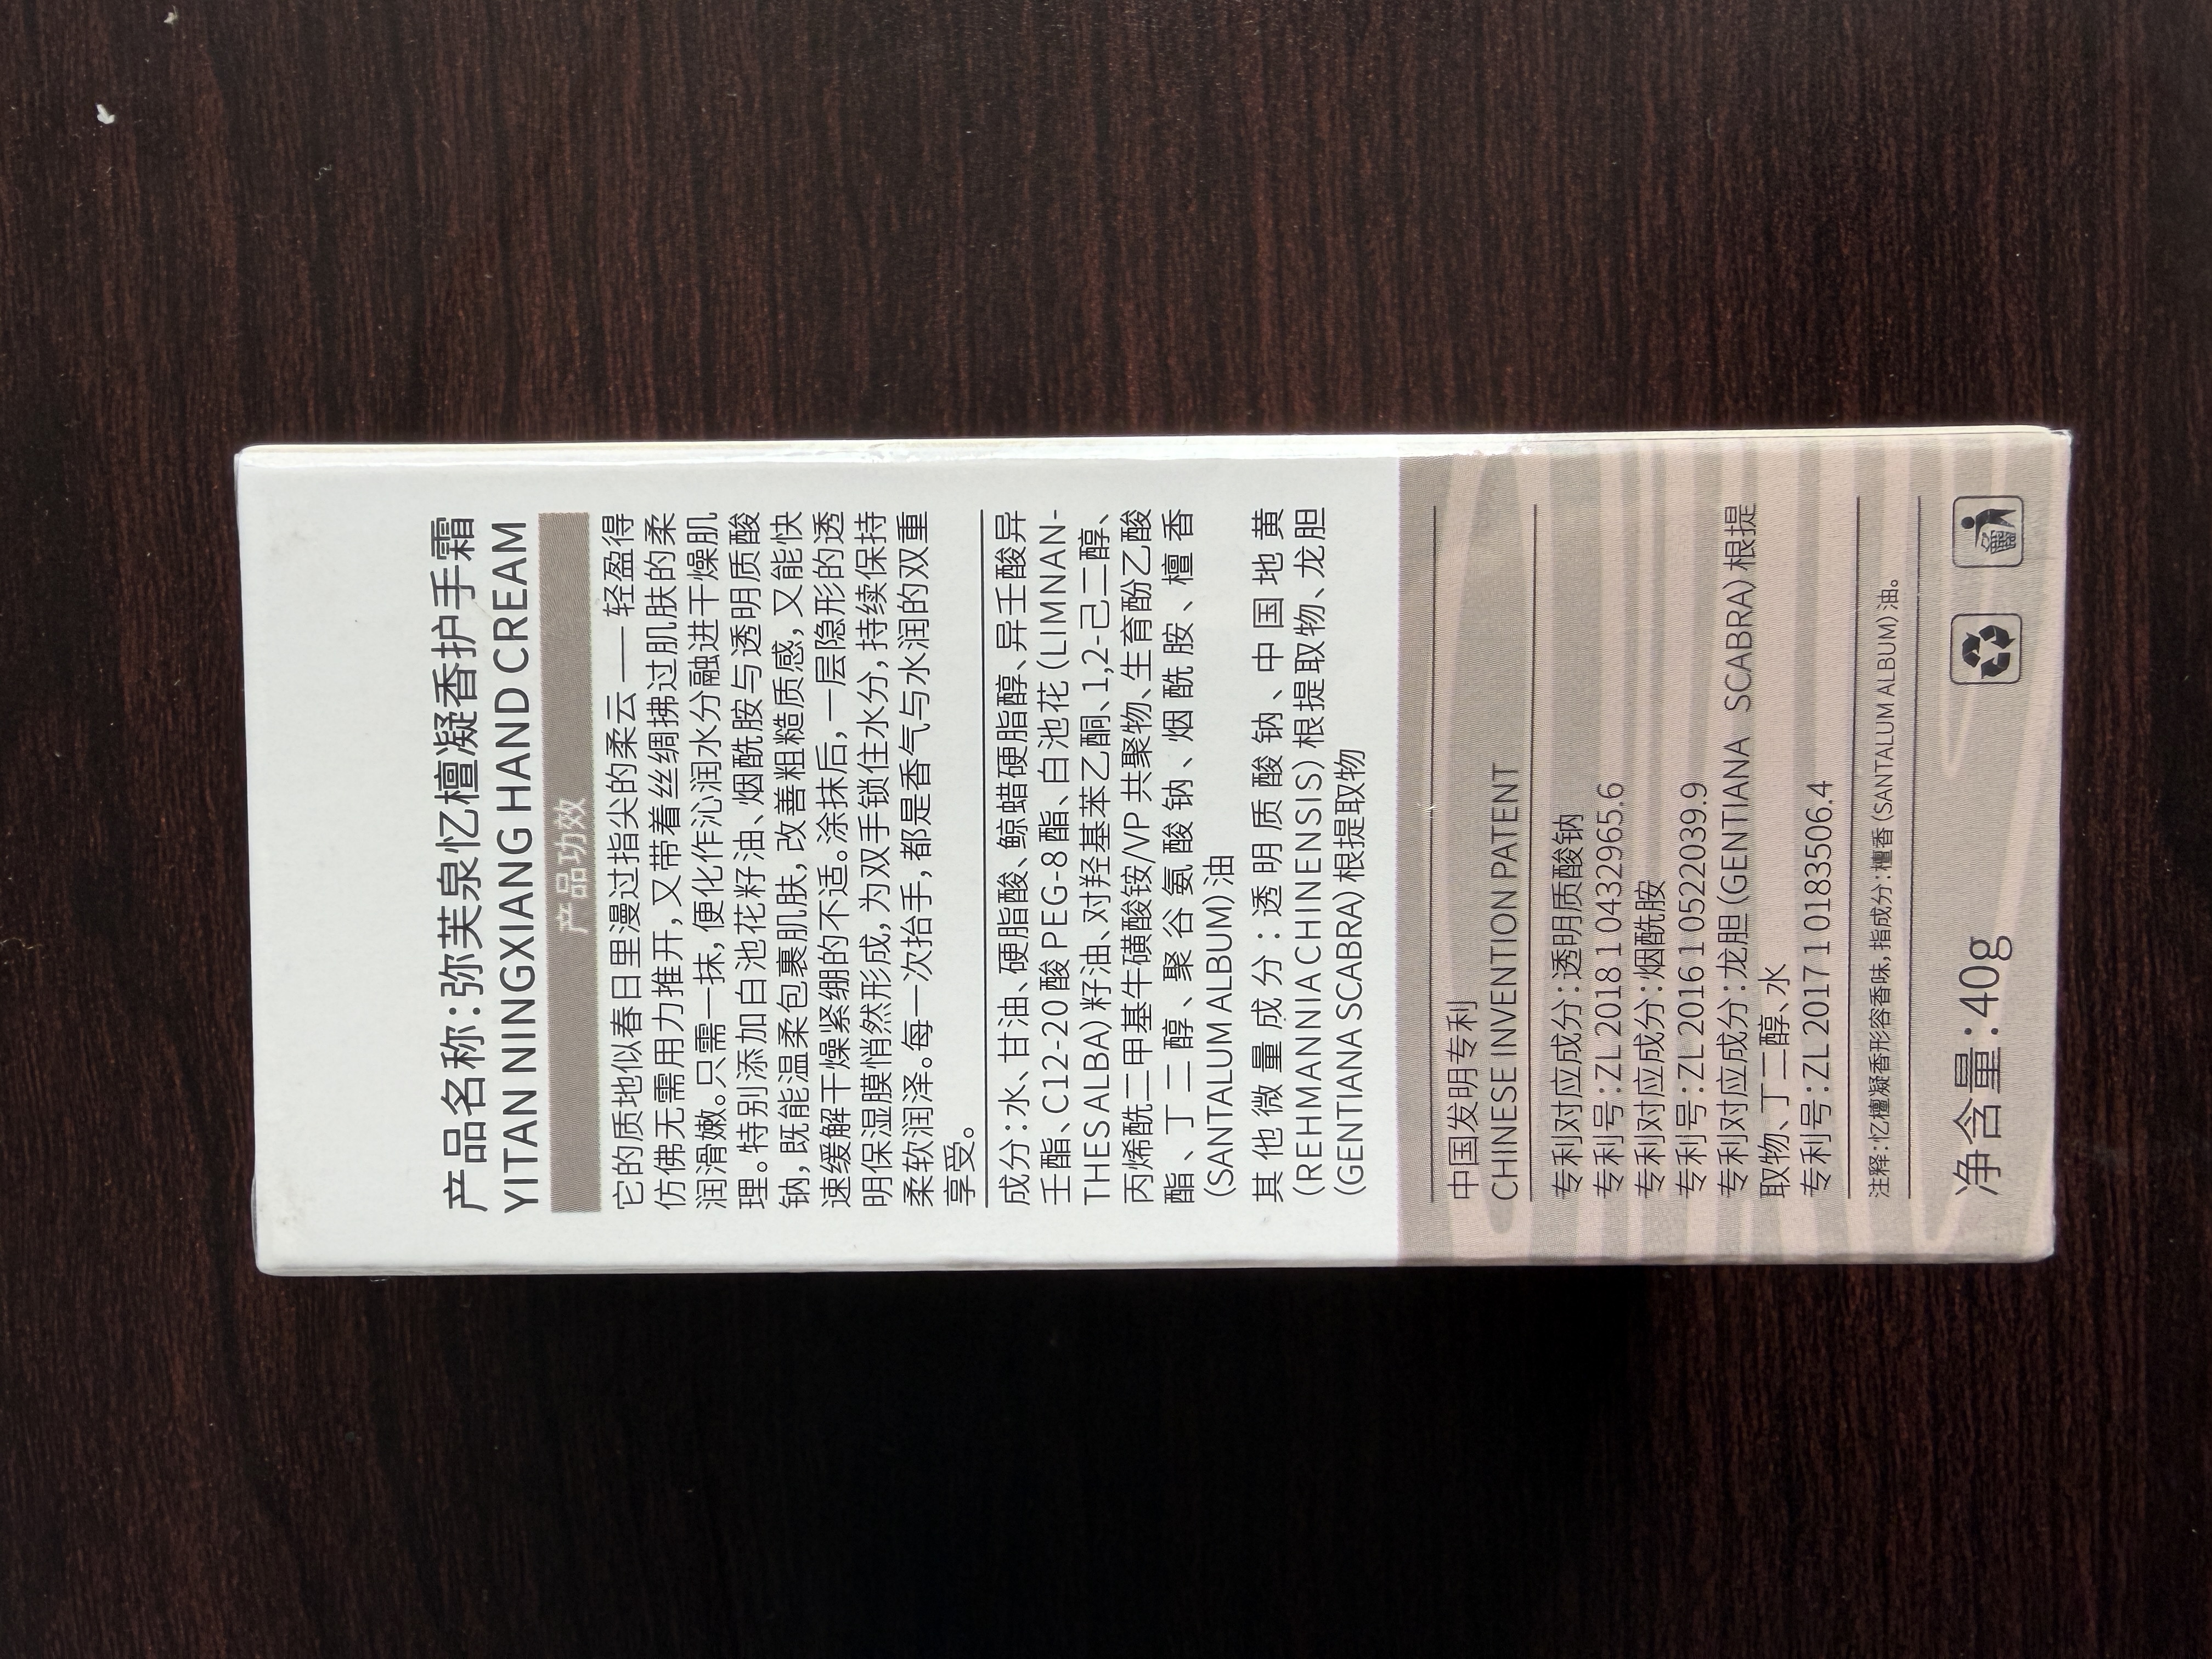 产品名称:弥芙泉忆檀凝香护手霜
YITAN NINGXIANG HAND CREAM
产品功效
它的质地似春日里漫过指尖的柔云——轻盈得
仿佛无需用力推开,又带着丝绸拂过肌肤的柔
润滑嫩。只需一抹,便化作沁润水分融进干燥肌
理。特别添加白池花籽油、烟酰胺与透明质酸
钠,既能温柔包裹肌肤,改善粗糙质感,又能快
速缓解干燥紧绷的不适。涂抹后,一层隐形的透
明保湿膜悄然形成,为双手锁住水分,持续保持
柔软润泽。每一次抬手,都是香气与水润的双重
享受。
成分:水、甘油、硬脂酸、鲸蜡硬脂醇、异壬酸异
壬酯、C12-20酸PEG-8酯、白池花(LIMNAN-
THES ALBA)籽油、对羟基苯乙酮、1,2-己二醇、
丙烯酰二甲基牛磺酸铵/VP共聚物、生育酚乙酸
酯、丁二醇、聚谷氨酸钠、烟酰胺、檀香
(SANTALUM ALBUM)油
其他微量成分:透明质酸钠、中国地黄
(REHMANNIA CHINENSIS)根提取物、龙胆
(GENTIANA SCABRA)根提取物
中国发明专利
CHINESE INVENTION PATENT
专利对应成分:透明质酸钠
专利号:ZL 2018 1 0432965.6
专利对应成分:烟酰胺
专利号:ZL 2016 1 0522039.9
专利对应成分:龙胆(GENTIANA SCABRA)根提
取物、丁二醇、水
专利号:ZL 2017 1 0183506.4
注释:忆檀凝香形容香味,指成分:檀香(SANTALUM ALBUM)油。
净含量:40g